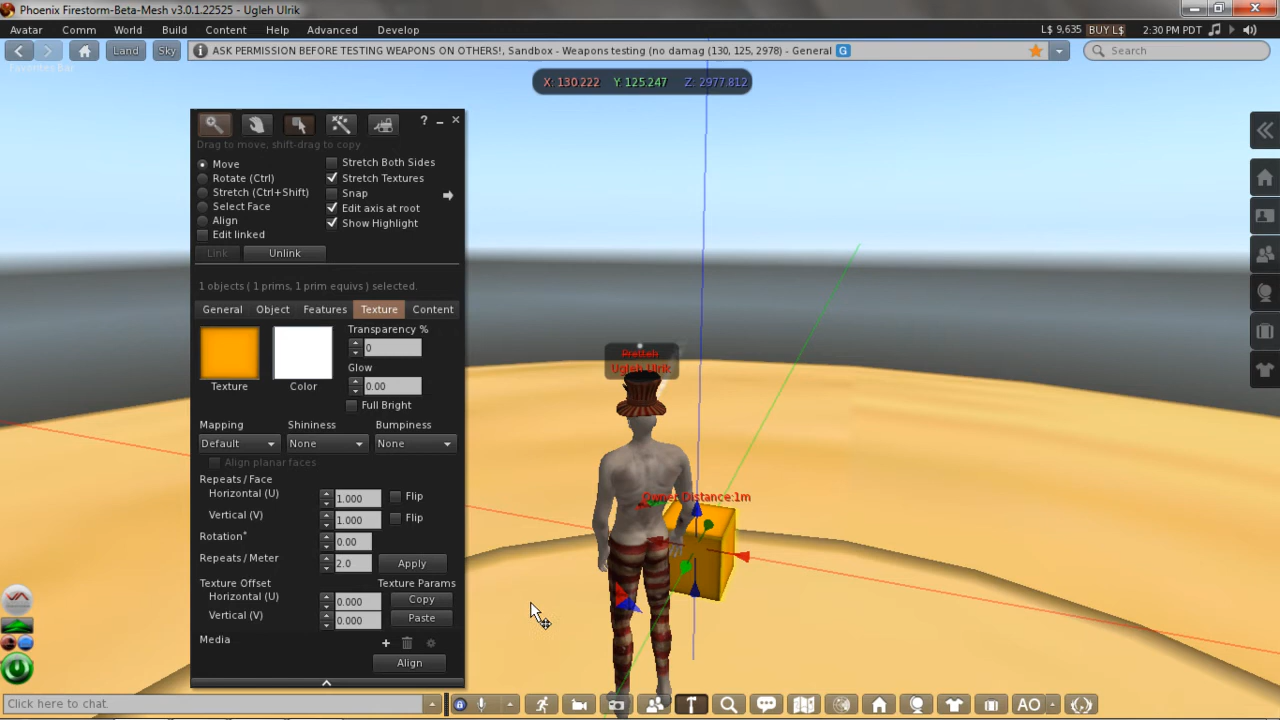 Phoenix Firestorm-Beta-Mesh v3.0.1.22525 - Ugleh Ulrik
Avatar Comm World Build Content Help Advanced Develop L$ 9,635 BUY L$ 2:30 PM PDT
Land Sky ASK PERMISSION BEFORE TESTING WEAPONS ON OTHERS!, Sandbox - Weapons testing (no damag (130, 125, 2978) - General G Search
Favorites Bar
X: 130.222 Y: 125.247 Z: 2977.812
?
Drag to move, shift-drag to copy
Move
Rotate (Ctrl)
Stretch (Ctrl+Shift)
Select Face
Align
Edit linked
Stretch Both Sides
Stretch Textures
Snap
Edit axis at root
Show Highlight
Link Unlink
1 objects ( 1 prims, 1 prim equivs ) selected.
General Object Features Texture Content
Texture
Color
Transparency %
0
Glow
0.00
Full Bright
Mapping Shininess Bumpiness
Default None None
Align planar faces
Repeats / Face
Horizontal (U) 1.000 Flip
Vertical (V) 1.000 Flip
Rotation° 0.00
Repeats / Meter 2.0 Apply
Texture Offset Texture Params
Horizontal (U) 0.000 Copy
Vertical (V) 0.000 Paste
Media
Align
Pretteh
Ugleh Ulrik
Owner Distance:1m
Click here to chat.
AO